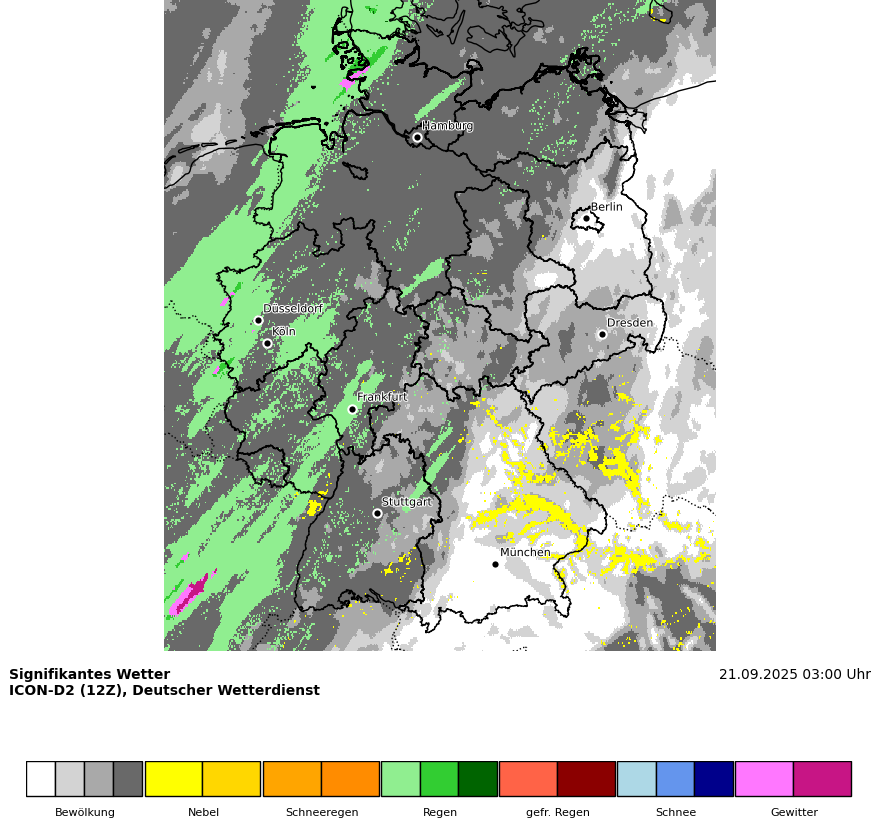 Hamburg
Berlin
Düsseldorf
Köln
Dresden
Frankfurt
Stuttgart
München
Signifikantes Wetter
21.09.2025 03:00 Uhr
ICON-D2 (12Z), Deutscher Wetterdienst
Bewölkung
Nebel
Schneeregen
Regen
gefr. Regen
Schnee
Gewitter